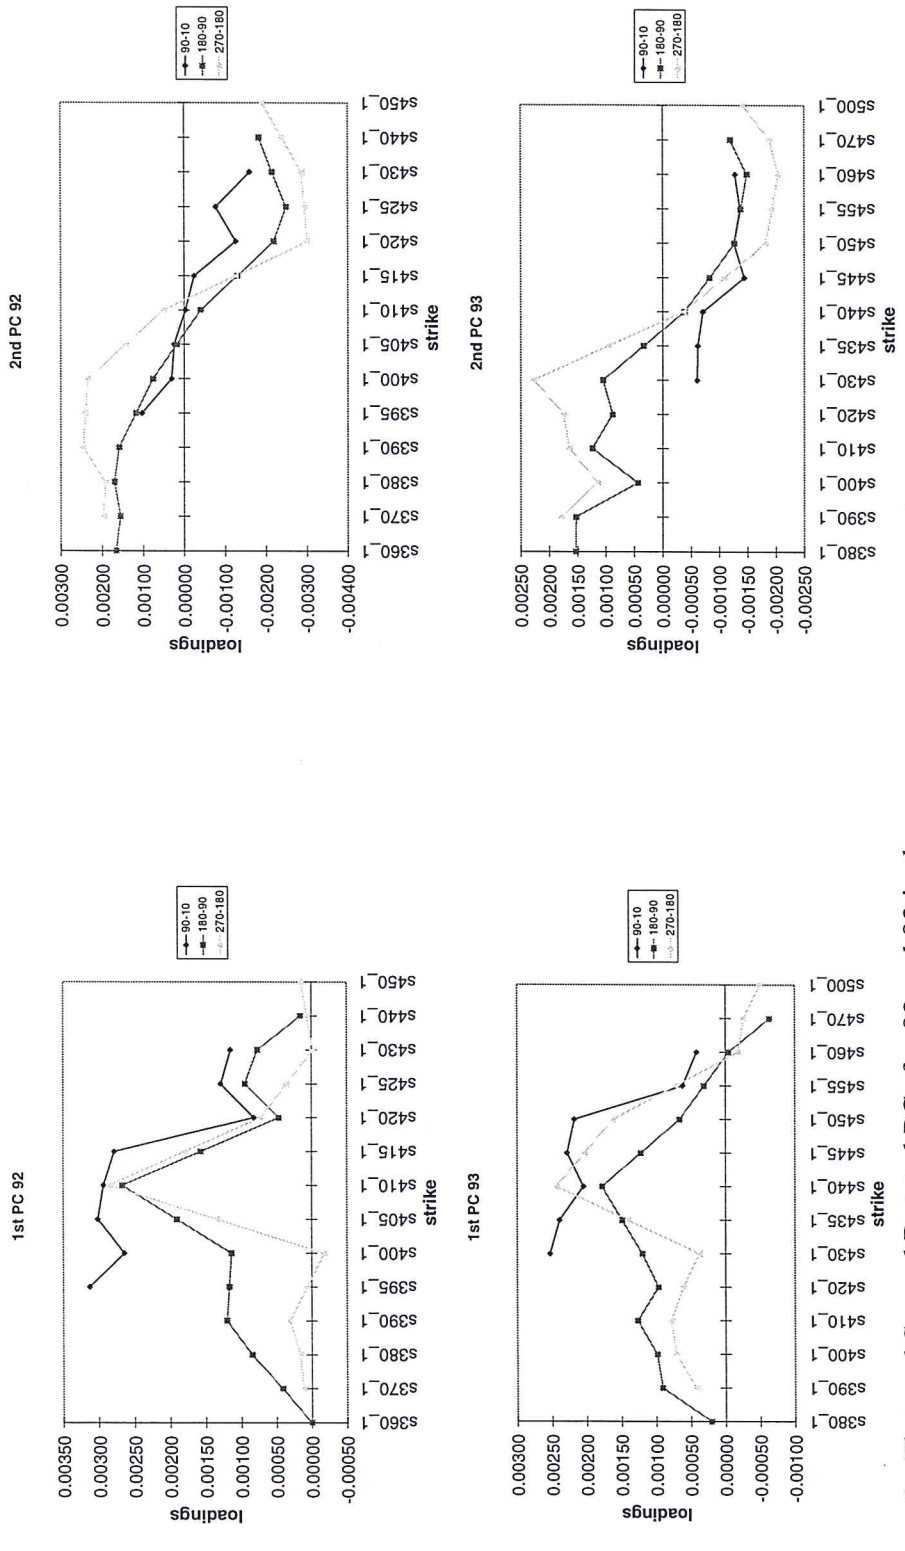 1st PC 92
loadings
0.00350
0.00300
0.00250
0.00200
0.00150
0.00100
0.00050
0.00000
-0.00050
s360_1
s370_1
s380_1
s390_1
s395_1
s400_1
s405_1
s410_1
s415_1
s420_1
s425_1
s430_1
s440_1
s450_1
strike
90-10
180-90
270-180
2nd PC 92
loadings
0.00300
0.00200
0.00100
0.00000
-0.00100
-0.00200
-0.00300
-0.00400
s360_1
s370_1
s380_1
s390_1
s395_1
s400_1
s405_1
s410_1
s415_1
s420_1
s425_1
s430_1
s440_1
s450_1
strike
90-10
180-90
270-180
1st PC 93
loadings
0.00300
0.00250
0.00200
0.00150
0.00100
0.00050
0.00000
-0.00050
-0.00100
s380_1
s390_1
s400_1
s410_1
s420_1
s430_1
s435_1
s440_1
s445_1
s450_1
s455_1
s460_1
s470_1
s500_1
strike
90-10
180-90
270-180
2nd PC 93
loadings
0.00250
0.00200
0.00150
0.00100
0.00050
0.00000
-0.00050
-0.00100
-0.00150
-0.00200
-0.00250
s380_1
s390_1
s400_1
s410_1
s420_1
s430_1
s435_1
s440_1
s445_1
s450_1
s455_1
s460_1
s470_1
s500_1
strike
90-10
180-90
270-180